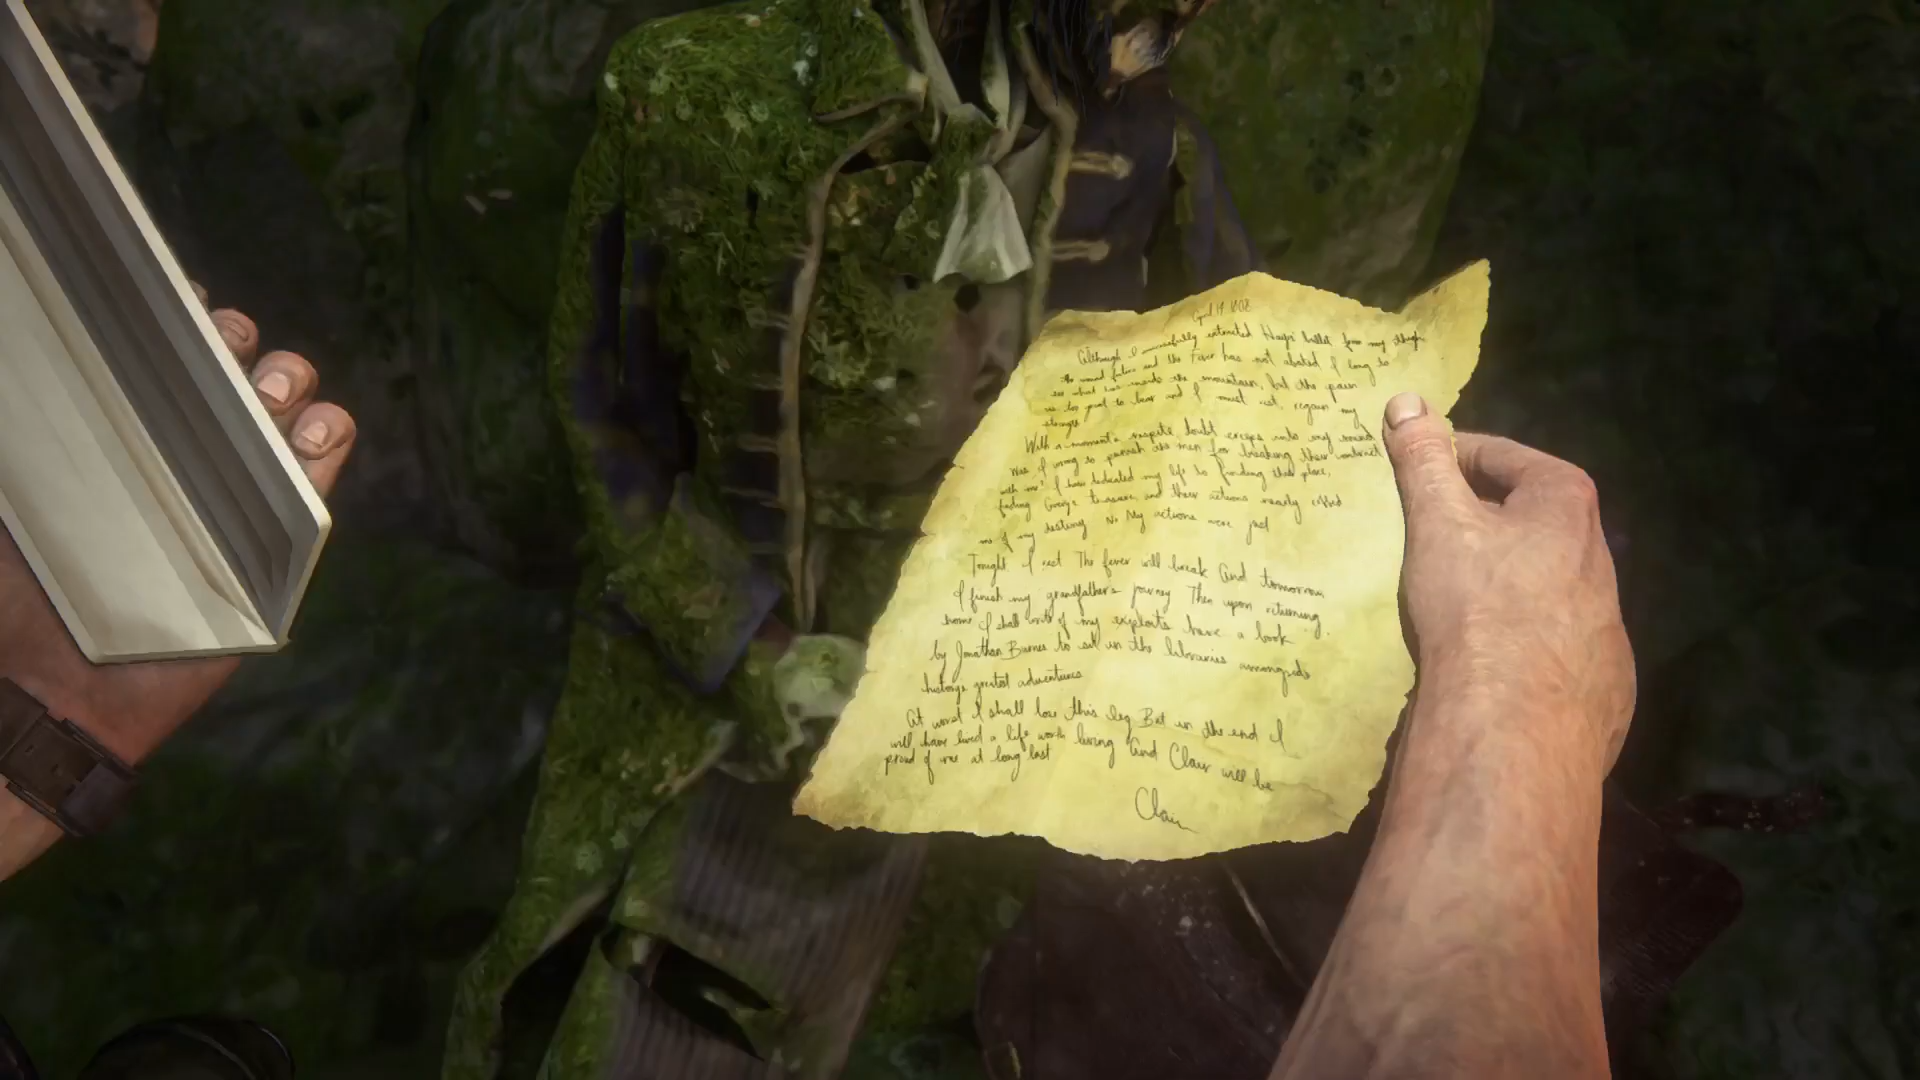 April 19 1808
Although I successfully extracted Hays' bullet from my thigh
the wound festers and the Fever has not abated I long to
see what lies inside the mountain, but the pain
is too great to bear and I must rest, regain my
strength
With a moment's respite doubt creeps into my mind
Was I wrong to punish the men for breaking their contract
with me? I have dedicated my life to finding this place,
finding treasure, and their actions nearly robbed
me of my destiny No My actions were just
Tonight I rest The fever will break And tomorrow
I finish my grandfather's journey Then upon returning
home I shall write of my exploits have a book
by Jonathan Barnes to sit in the libraries amongst
history's greatest adventurers
At worst I shall lose this leg But in the end I
will have lived a life worth living And Clair will be
proud of me at long last
Clair